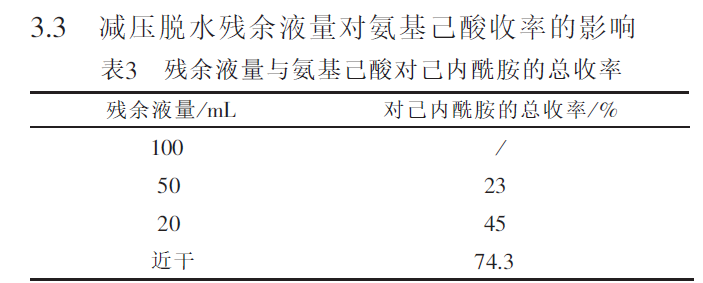 3.3 减压脱水残余液量对氨基己酸收率的影响
表3 残余液量与氨基己酸对己内酰胺的总收率
残余液量/mL 对己内酰胺的总收率/%
100 /
50 23
20 45
近干 74.3